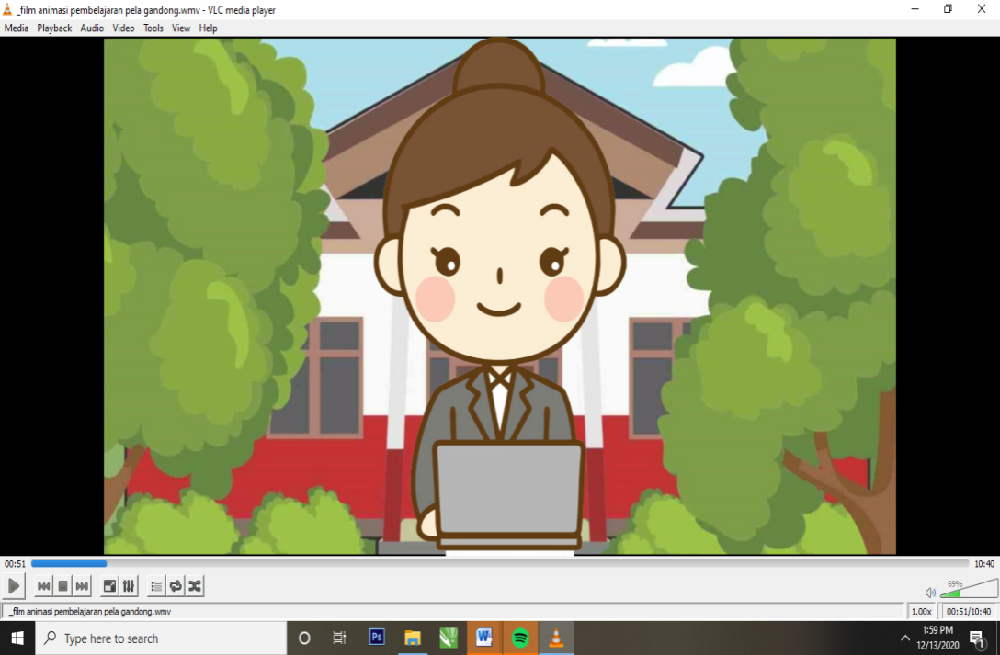 _film animasi pembelajaran pela gandong.wmv - VLC media player
Media Playback Audio Video Tools View Help
00:51 10:40
69%
_film animasi pembelajaran pela gandong.wmv 1.00x 00:51/10:40
Type here to search
Ps
W
1:59 PM
12/13/2020
1